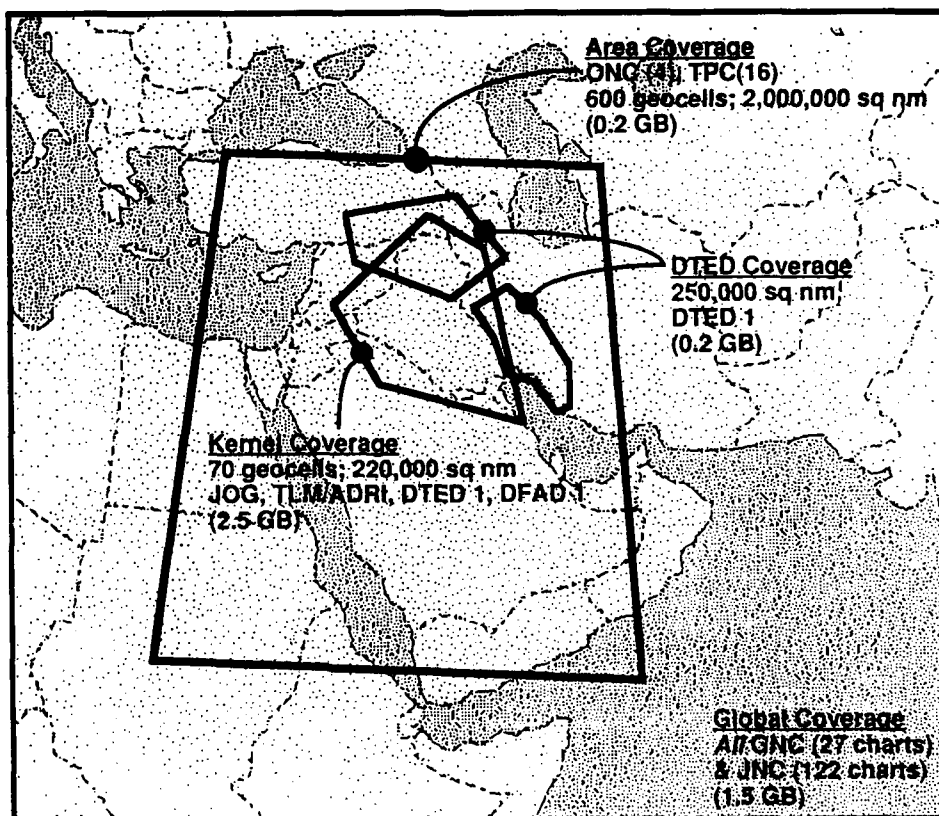 Area Coverage
ONC (4), TPC(16)
600 geocells; 2,000,000 sq nm
(0.2 GB)
DTED Coverage
250,000 sq nm
DTED 1
(0.2 GB)
Kernel Coverage
70 geocells; 220,000 sq nm
JOG, TLM/ADRI, DTED 1, DFAD 1
(2.5 GB)
Global Coverage
All GNC (27 charts)
& JNC (122 charts)
(1.5 GB)